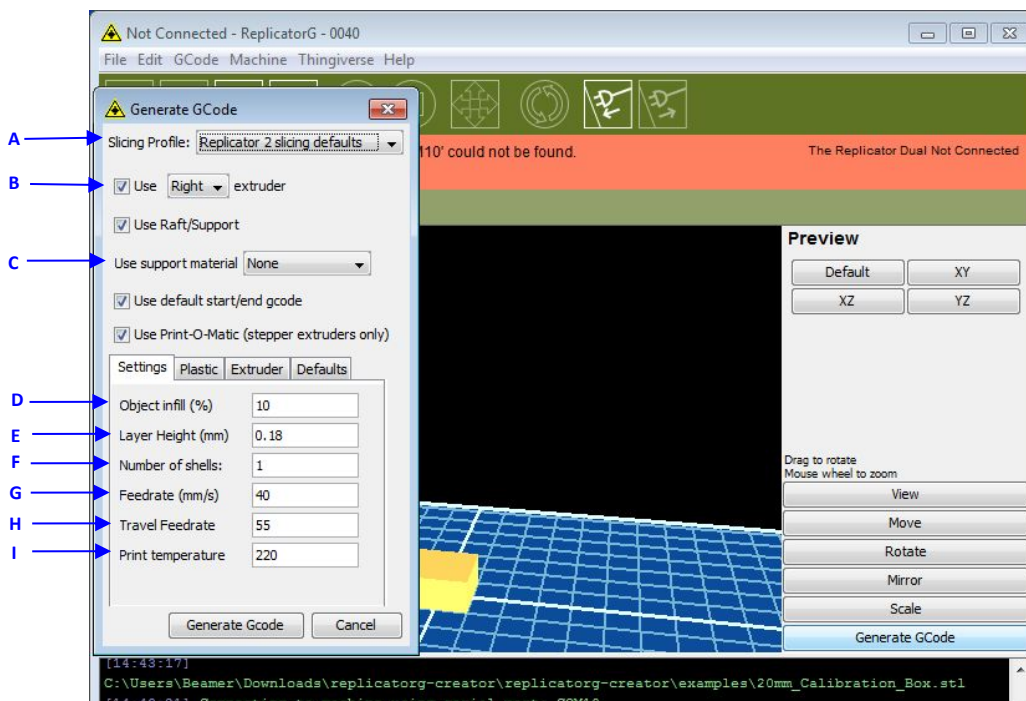 Not Connected - ReplicatorG - 0040
File Edit GCode Machine Thingiverse Help
Generate GCode
A
Slicing Profile: Replicator 2 slicing defaults
M10' could not be found.
The Replicator Dual Not Connected
B
Use Right extruder
Use Raft/Support
C
Use support material None
Use default start/end gcode
Use Print-O-Matic (stepper extruders only)
Settings Plastic Extruder Defaults
D
Object infill (%) 10
E
Layer Height (mm) 0.18
F
Number of shells: 1
G
Feedrate (mm/s) 40
H
Travel Feedrate 55
I
Print temperature 220
Generate Gcode Cancel
Preview
Default XY
XZ YZ
Drag to rotate
Mouse wheel to zoom
View
Move
Rotate
Mirror
Scale
Generate GCode
[14:43:17]
C:\Users\Beamer\Downloads\replicatorg-creator\replicatorg-creator\examples\20mm_Calibration_Box.stl